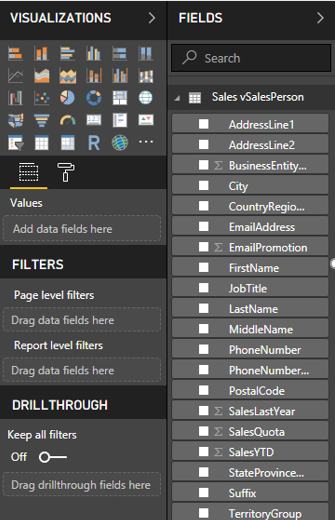 VISUALIZATIONS
Values
Add data fields here
FILTERS
Page level filters
Drag data fields here
Report level filters
Drag data fields here
DRILLTHROUGH
Keep all filters
Off
Drag drillthrough fields here
FIELDS
Search
Sales vSalesPerson
AddressLine1
AddressLine2
Σ BusinessEntity...
City
CountryRegio...
EmailAddress
Σ EmailPromotion
FirstName
JobTitle
LastName
MiddleName
PhoneNumber
PhoneNumber...
PostalCode
Σ SalesLastYear
Σ SalesQuota
Σ SalesYTD
StateProvince...
Suffix
TerritoryGroup